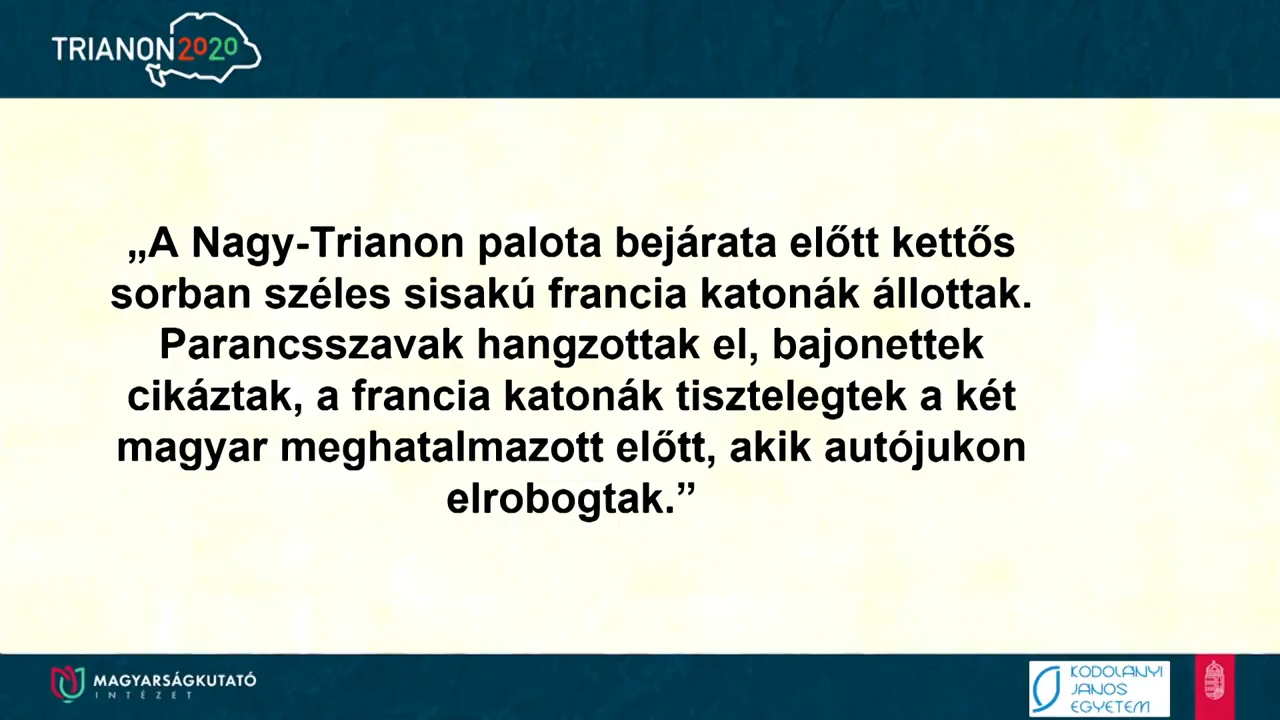 TRIANON2020
„A Nagy-Trianon palota bejárata előtt kettős
sorban széles sisakú francia katonák állottak.
Parancsszavak hangzottak el, bajonettek
cikáztak, a francia katonák tisztelegtek a két
magyar meghatalmazott előtt, akik autójukon
elrobogtak.”
MAGYARSÁGKUTATÓ
INTÉZET
KODOLÁNYI
JÁNOS
EGYETEM